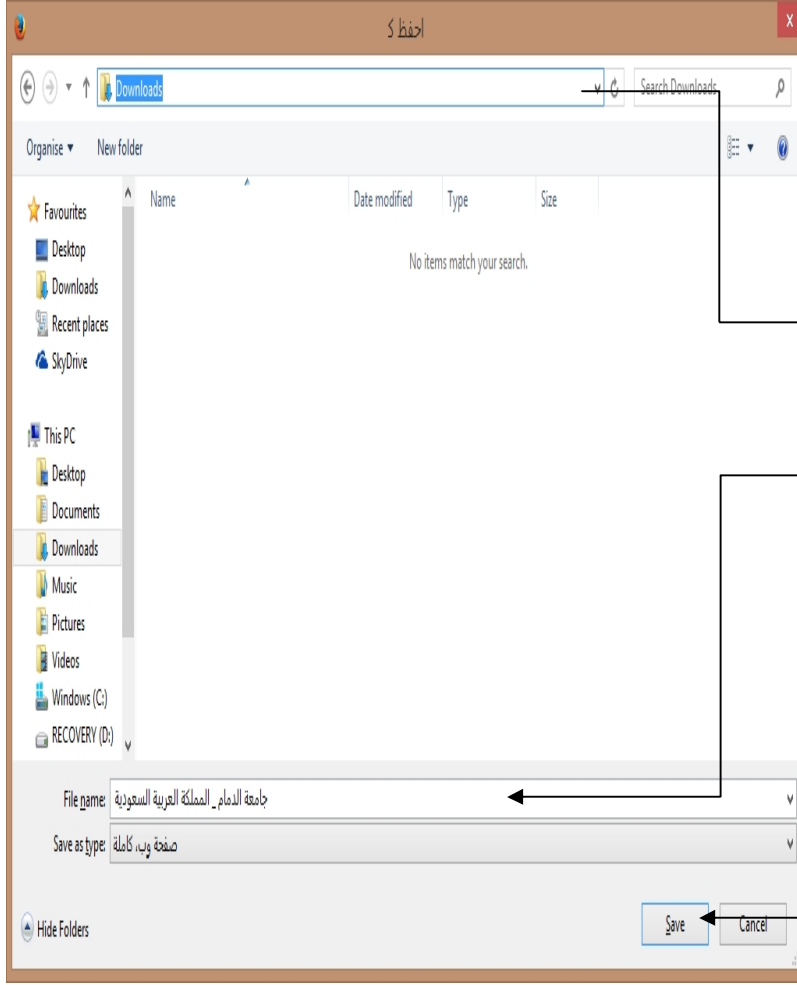 احفظ ك
Downloads
Search Downloads
Organise
New folder
Name
Date modified
Type
Size
No items match your search.
Favourites
Desktop
Downloads
Recent places
SkyDrive
This PC
Desktop
Documents
Downloads
Music
Pictures
Videos
Windows (C:)
RECOVERY (D:)
File name: جامعة الدمام _ المملكة العربية السعودية
Save as type: صفحة وب، كاملة
Hide Folders
Save
Cancel